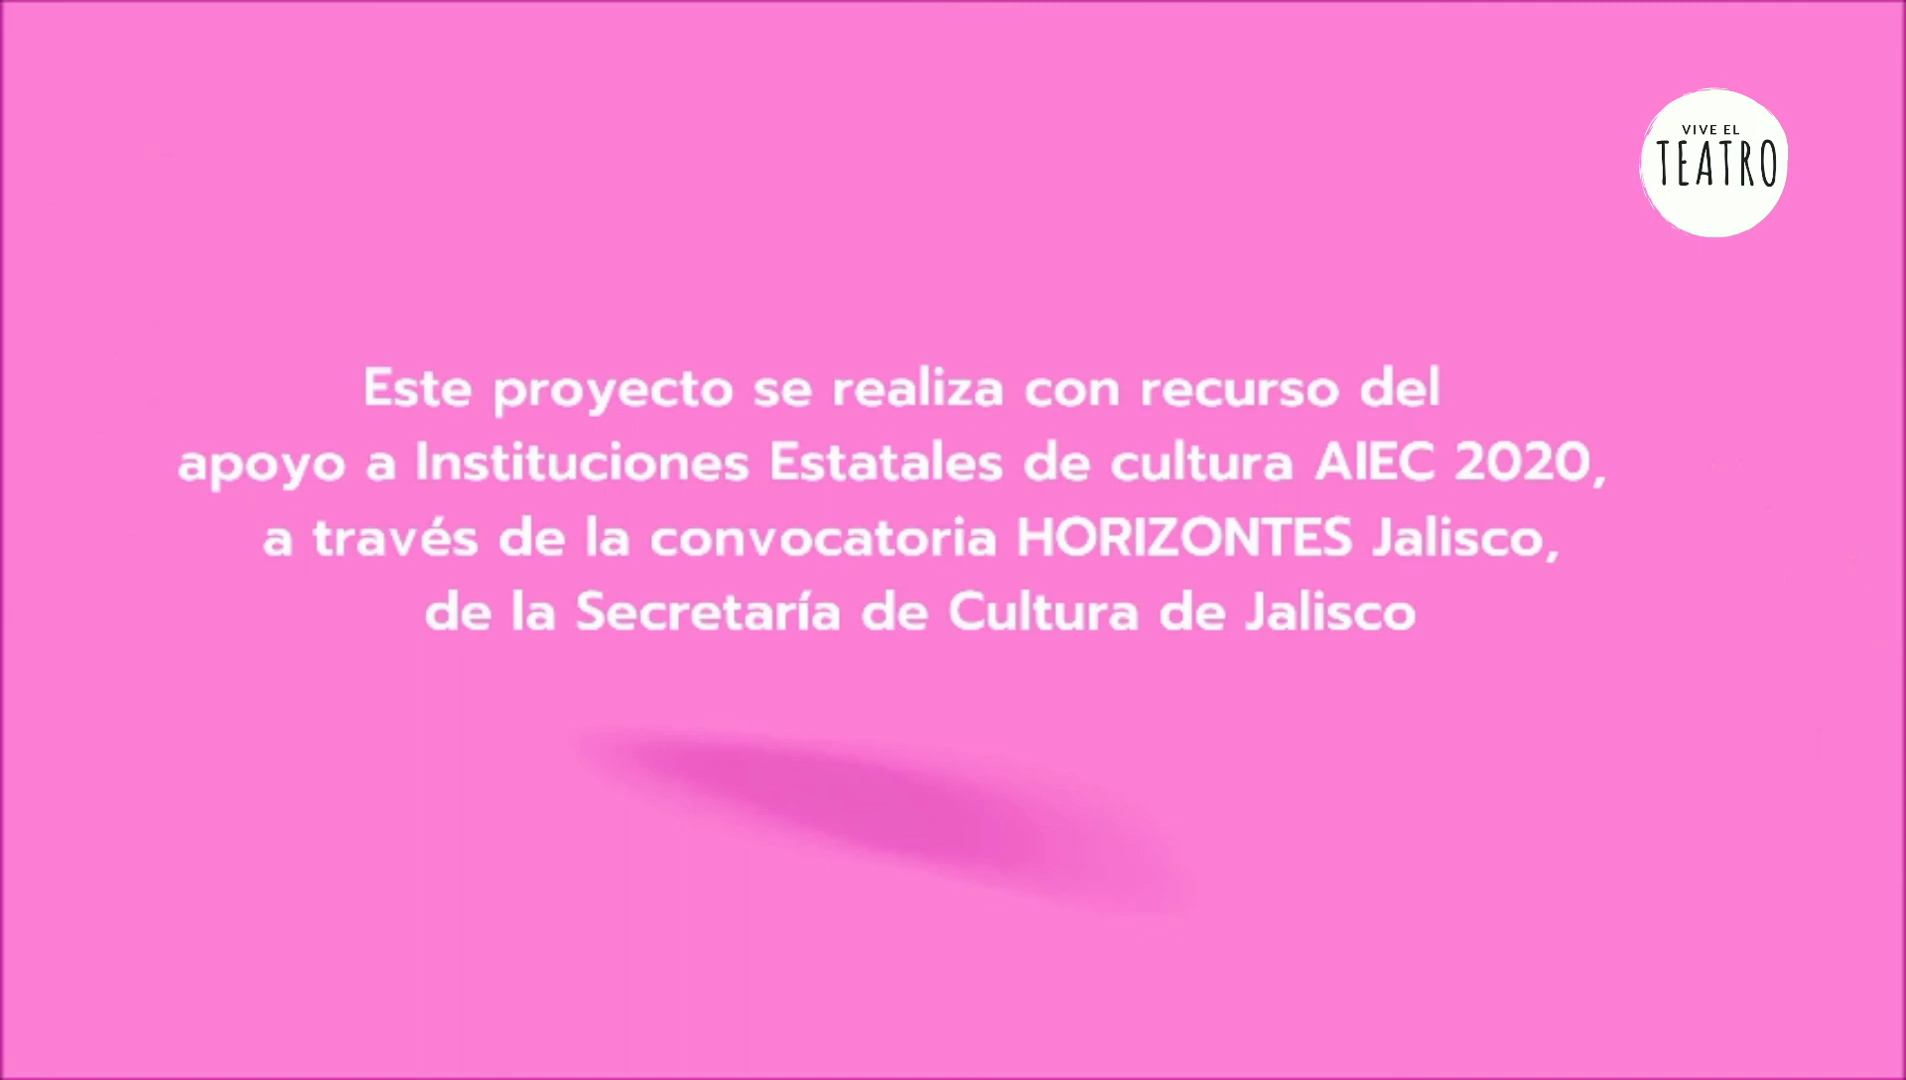 VIVE EL
TEATRO
Este proyecto se realiza con recurso del
apoyo a Instituciones Estatales de cultura AIEC 2020,
a través de la convocatoria HORIZONTES Jalisco,
de la Secretaría de Cultura de Jalisco